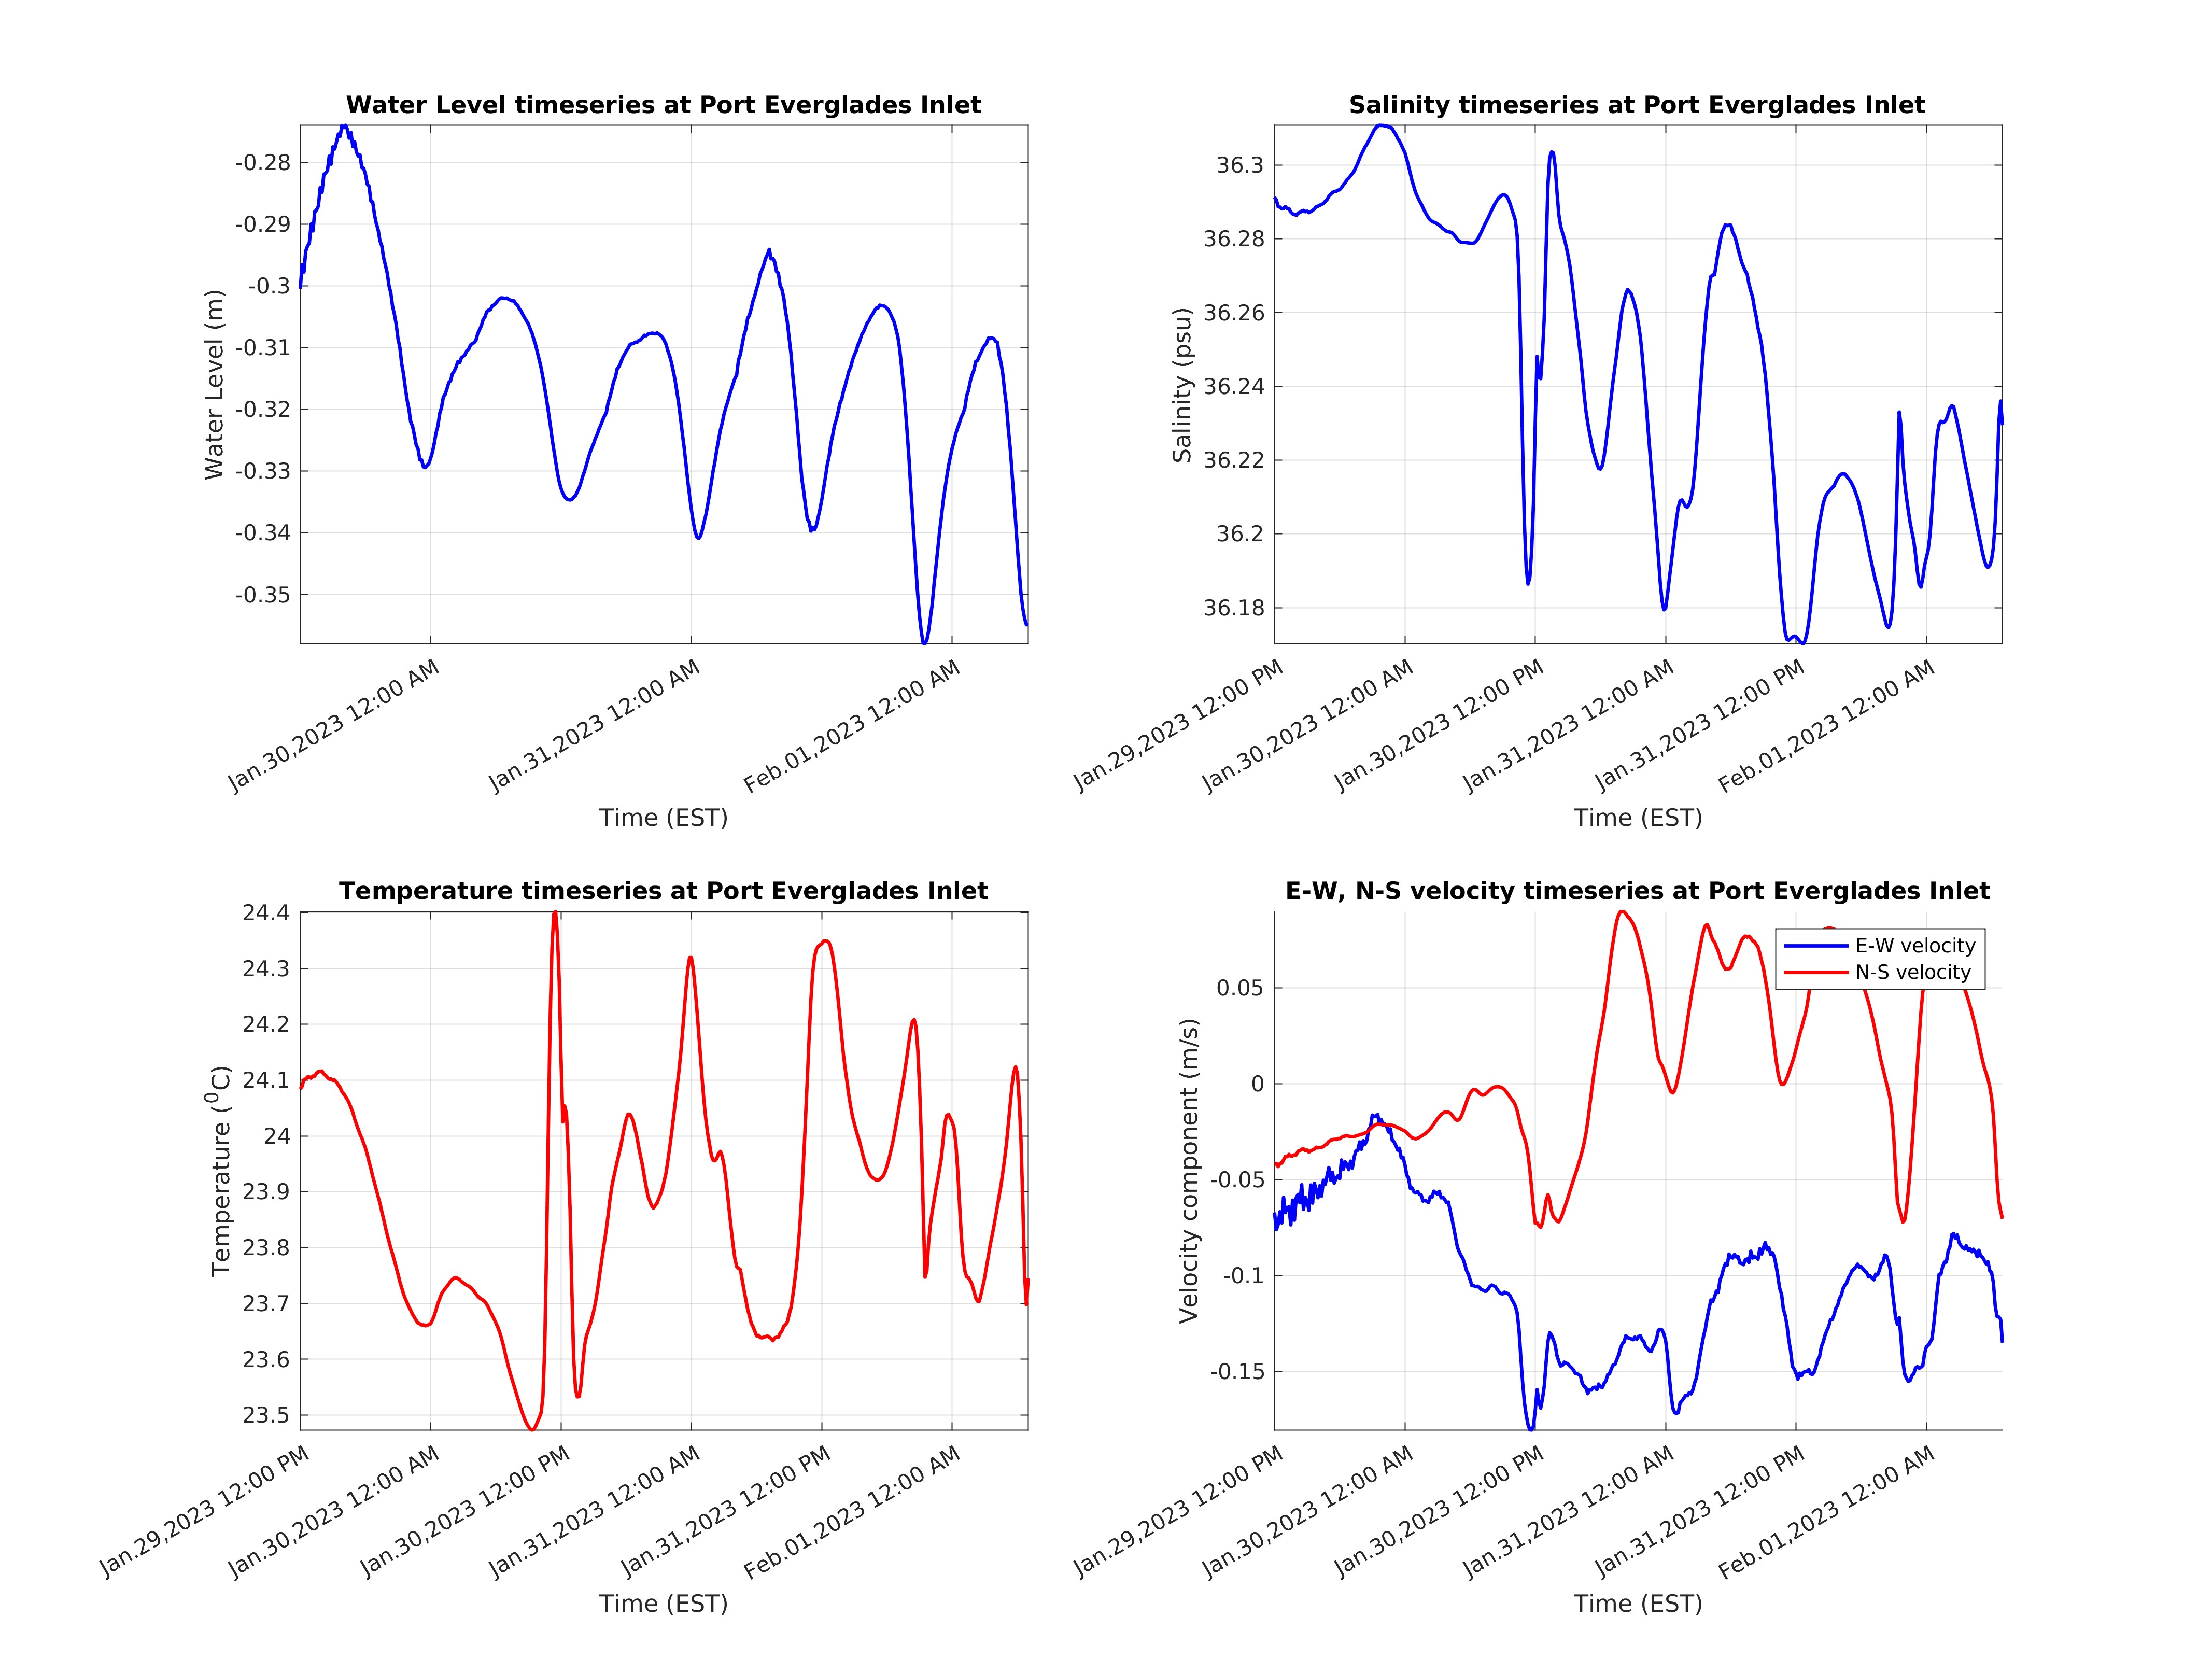 Water Level timeseries at Port Everglades Inlet
Water Level (m)
-0.28
-0.29
-0.3
-0.31
-0.32
-0.33
-0.34
-0.35
Jan.30,2023 12:00 AM
Jan.31,2023 12:00 AM
Feb.01,2023 12:00 AM
Time (EST)
Salinity timeseries at Port Everglades Inlet
Salinity (psu)
36.3
36.28
36.26
36.24
36.22
36.2
36.18
Jan.29,2023 12:00 PM
Jan.30,2023 12:00 AM
Jan.30,2023 12:00 PM
Jan.31,2023 12:00 AM
Jan.31,2023 12:00 PM
Feb.01,2023 12:00 AM
Time (EST)
Temperature timeseries at Port Everglades Inlet
Temperature (⁰C)
24.4
24.3
24.2
24.1
24
23.9
23.8
23.7
23.6
23.5
Jan.29,2023 12:00 PM
Jan.30,2023 12:00 AM
Jan.30,2023 12:00 PM
Jan.31,2023 12:00 AM
Jan.31,2023 12:00 PM
Feb.01,2023 12:00 AM
Time (EST)
E-W, N-S velocity timeseries at Port Everglades Inlet
Velocity component (m/s)
0.05
0
-0.05
-0.1
-0.15
E-W velocity
N-S velocity
Jan.29,2023 12:00 PM
Jan.30,2023 12:00 AM
Jan.30,2023 12:00 PM
Jan.31,2023 12:00 AM
Jan.31,2023 12:00 PM
Feb.01,2023 12:00 AM
Time (EST)